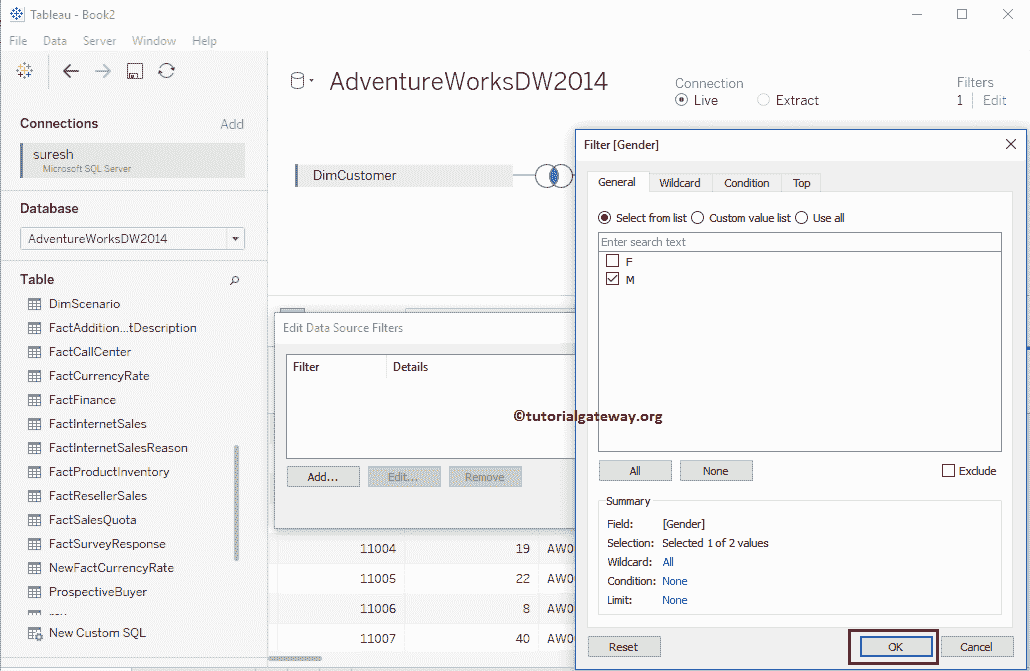 Tableau - Book2
File Data Server Window Help
Connections Add
suresh
Microsoft SQL Server
Database
AdventureWorksDW2014
Table
DimScenario
FactAddition...tDescription
FactCallCenter
FactCurrencyRate
FactFinance
FactInternetSales
FactInternetSalesReason
FactProductInventory
FactResellerSales
FactSalesQuota
FactSurveyResponse
NewFactCurrencyRate
ProspectiveBuyer
New Custom SQL
AdventureWorksDW2014
Connection
Live Extract
Filters
1 Edit
DimCustomer
Edit Data Source Filters
Filter Details
Add... Edit... Remove
©tutorialgateway.org
11004 19 AW0
11005 22 AW0
11006 8 AW0
11007 40 AW0
Filter [Gender]
General Wildcard Condition Top
Select from list Custom value list Use all
Enter search text
F
M
All None Exclude
Summary
Field: [Gender]
Selection: Selected 1 of 2 values
Wildcard: All
Condition: None
Limit: None
Reset OK Cancel